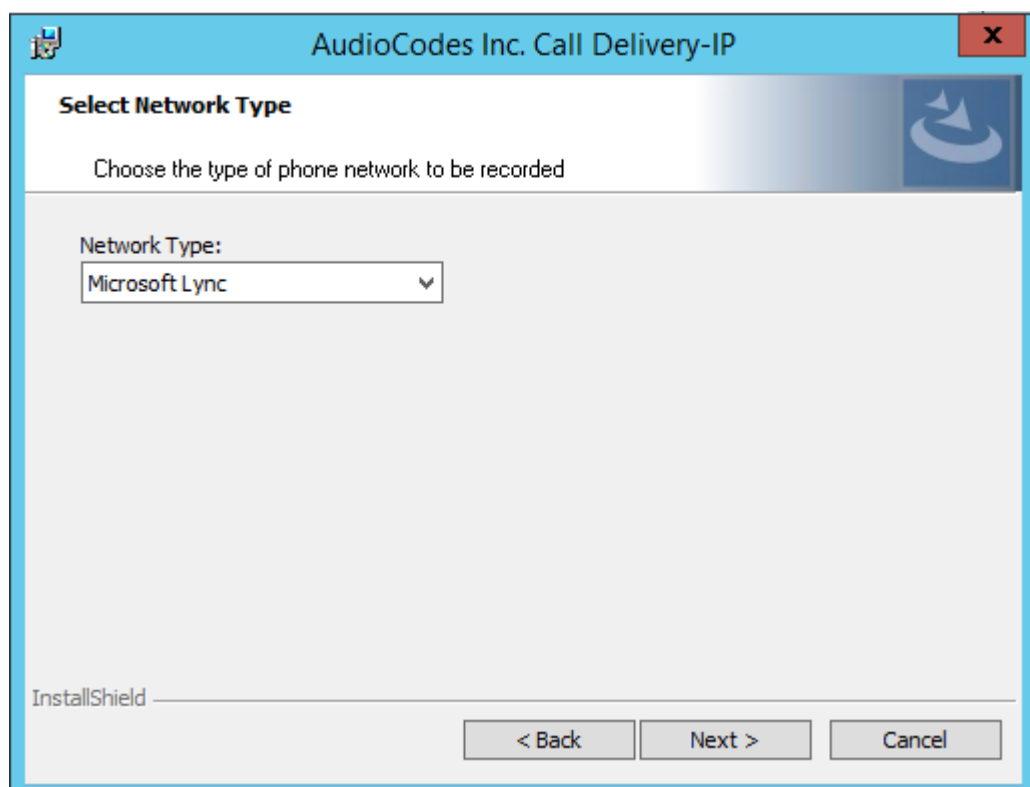 AudioCodes Inc. Call Delivery-IP
x
Select Network Type
Choose the type of phone network to be recorded
Network Type:
Microsoft Lync
InstallShield
< Back Next > Cancel